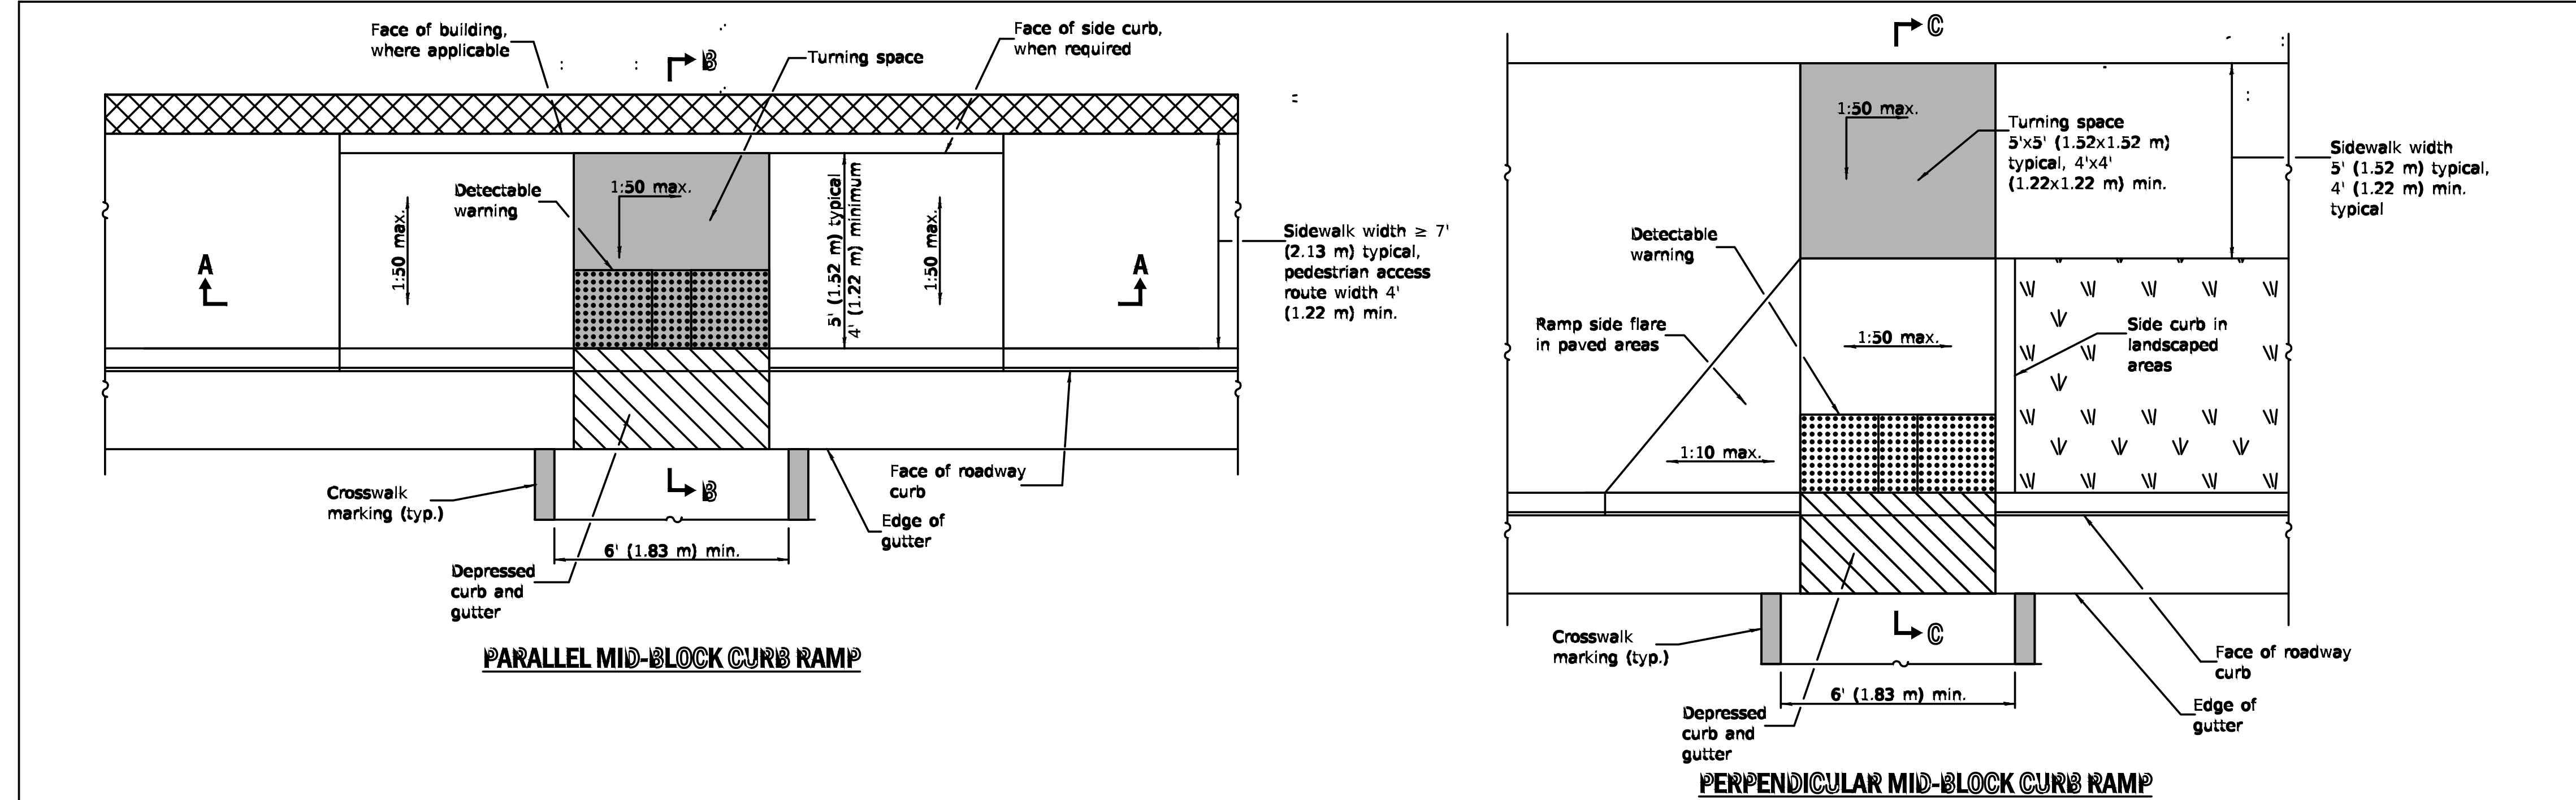 Face of building,
where applicable
B
Turning space
Face of side curb,
when required
Detectable
warning
1:50 max.
1:50 max.
5' (1.52 m) typical
4' (1.22 m) minimum
1:50 max.
A
A
Sidewalk width ≥ 7'
(2.13 m) typical,
pedestrian access
route width 4'
(1.22 m) min.
Crosswalk
marking (typ.)
B
Face of roadway
curb
Edge of
gutter
6' (1.83 m) min.
Depressed
curb and
gutter
PARALLEL MID-BLOCK CURB RAMP
C
1:50 max.
Turning space
5'x5' (1.52x1.52 m)
typical, 4'x4'
(1.22x1.22 m) min.
Sidewalk width
5' (1.52 m) typical,
4' (1.22 m) min.
typical
Detectable
warning
Ramp side flare
in paved areas
1:50 max.
Side curb in
landscaped
areas
1:10 max.
Crosswalk
marking (typ.)
C
Face of roadway
curb
6' (1.83 m) min.
Edge of
gutter
Depressed
curb and
gutter
PERPENDICULAR MID-BLOCK CURB RAMP